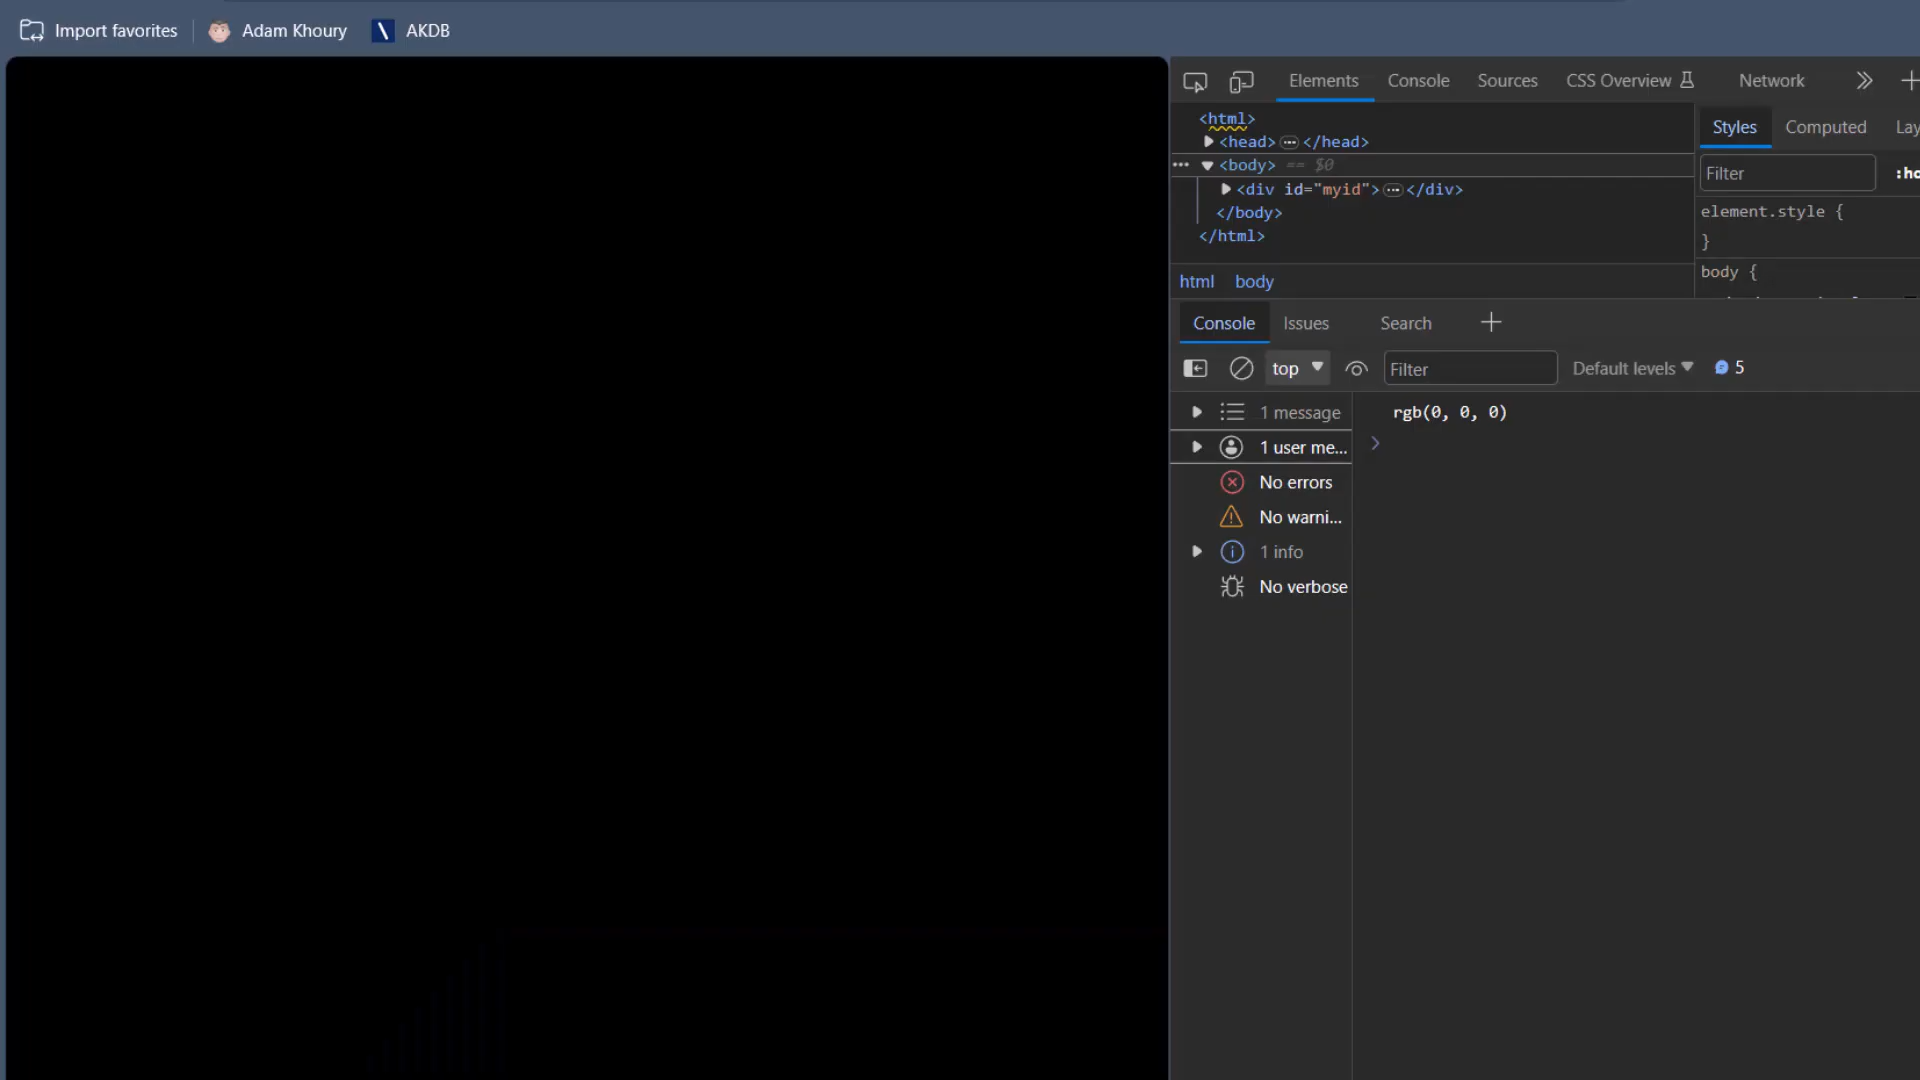 Import favorites
Adam Khoury
AKDB
Elements
Console
Sources
CSS Overview
Network
<html>
<head>
</head>
<body> == $0
<div id="myid">
</div>
</body>
</html>
html
body
Styles
Computed
Lay
Filter
:ho
element.style {
}
body {
Console
Issues
Search
top
Filter
Default levels
5
1 message
1 user me...
No errors
No warni...
1 info
No verbose
rgb(0, 0, 0)